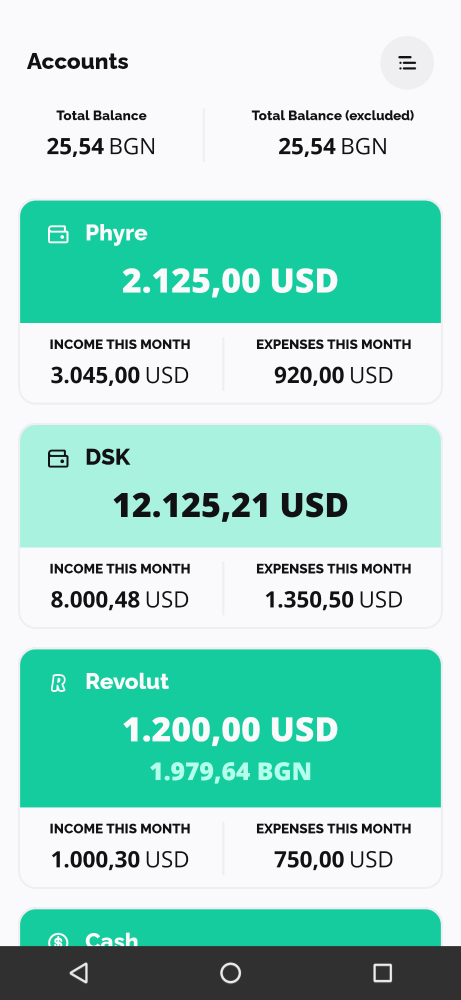 Accounts
Total Balance
Total Balance (excluded)
25,54 BGN
25,54 BGN
Phyre
2.125,00 USD
INCOME THIS MONTH
EXPENSES THIS MONTH
3.045,00 USD
920,00 USD
DSK
12.125,21 USD
INCOME THIS MONTH
EXPENSES THIS MONTH
8.000,48 USD
1.350,50 USD
Revolut
1.200,00 USD
1.979,64 BGN
INCOME THIS MONTH
EXPENSES THIS MONTH
1.000,30 USD
750,00 USD
Cash